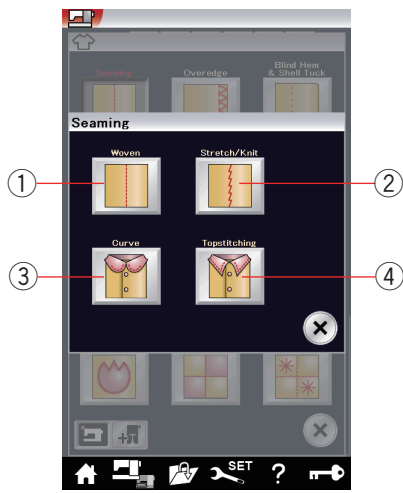 Seaming
Overedge
Blind Hem
& Shell Tuck
Seaming
Woven
Stretch/Knit
1
2
Curve
Topstitching
3
4
SET
?